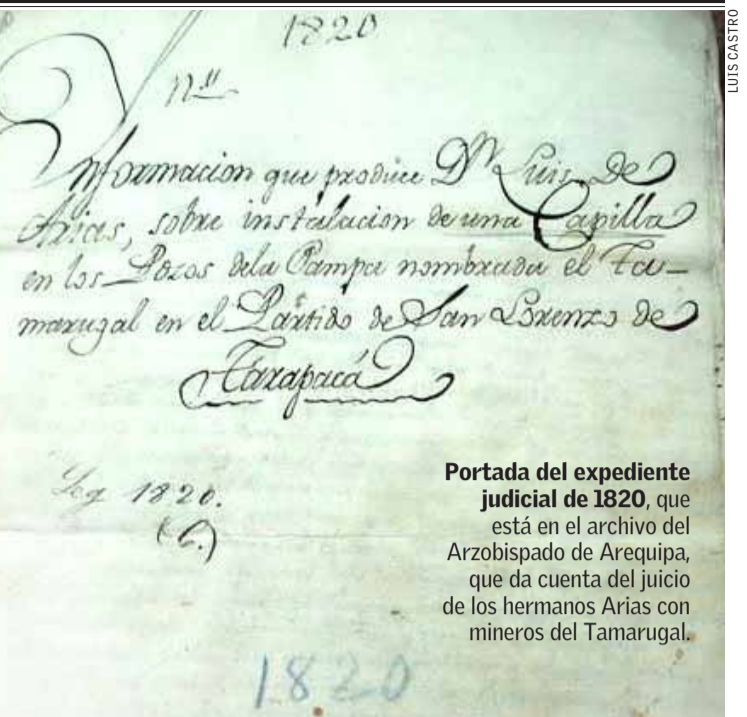 1820
N.11
Informacion que produce Dn Luis. De
Arias, sobre instalacion de una Capilla
en los Pozos dela Pampa nombrada el Ta-
marugal en el Partido de San Lorenzo de
Tarapacá
Leg 1820.
(C.)
1820
Portada del expediente
judicial de 1820, que
está en el archivo del
Arzobispado de Arequipa,
que da cuenta del juicio
de los hermanos Arias con
mineros del Tamarugal.
LUIS CASTRO